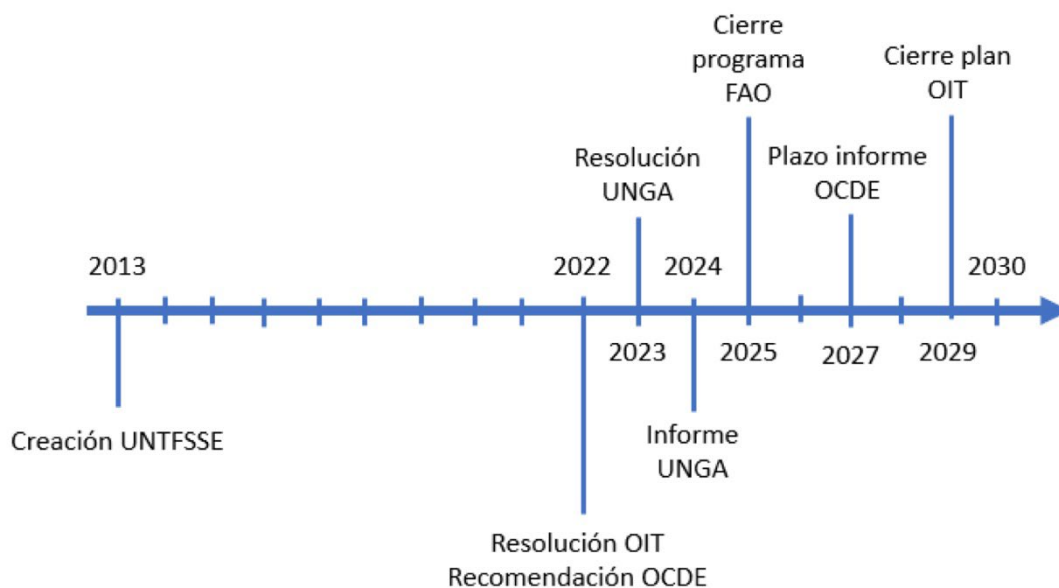 Cierre
programa
FAO
Cierre plan
OIT
Resolución
UNGA
Plazo informe
OCDE
2013
2022
2024
2030
2023
2025
2027
2029
Creación UNTFSSE
Informe
UNGA
Resolución OIT
Recomendación OCDE